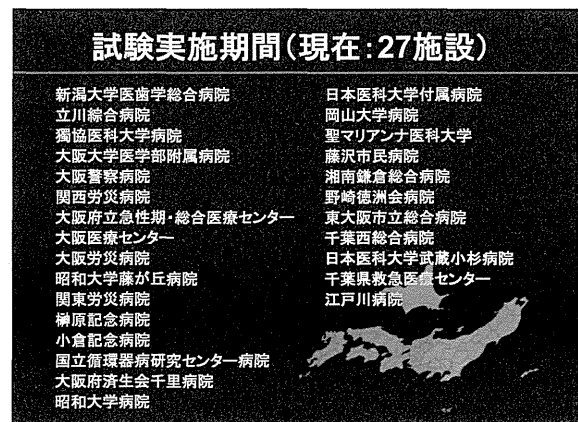 試験実施期間(現在:27施設)
新潟大学医歯学総合病院
立川綜合病院
獨協医科大学病院
大阪大学医学部附属病院
大阪警察病院
関西労災病院
大阪府立急性期・総合医療センター
大阪医療センター
大阪労災病院
昭和大学藤が丘病院
関東労災病院
榊原記念病院
小倉記念病院
国立循環器病研究センター病院
大阪府済生会千里病院
昭和大学病院
日本医科大学付属病院
岡山大学病院
聖マリアンナ医科大学
藤沢市民病院
湘南鎌倉総合病院
野崎徳洲会病院
東大阪市立総合病院
千葉西総合病院
日本医科大学武蔵小杉病院
千葉県救急医療センター
江戸川病院